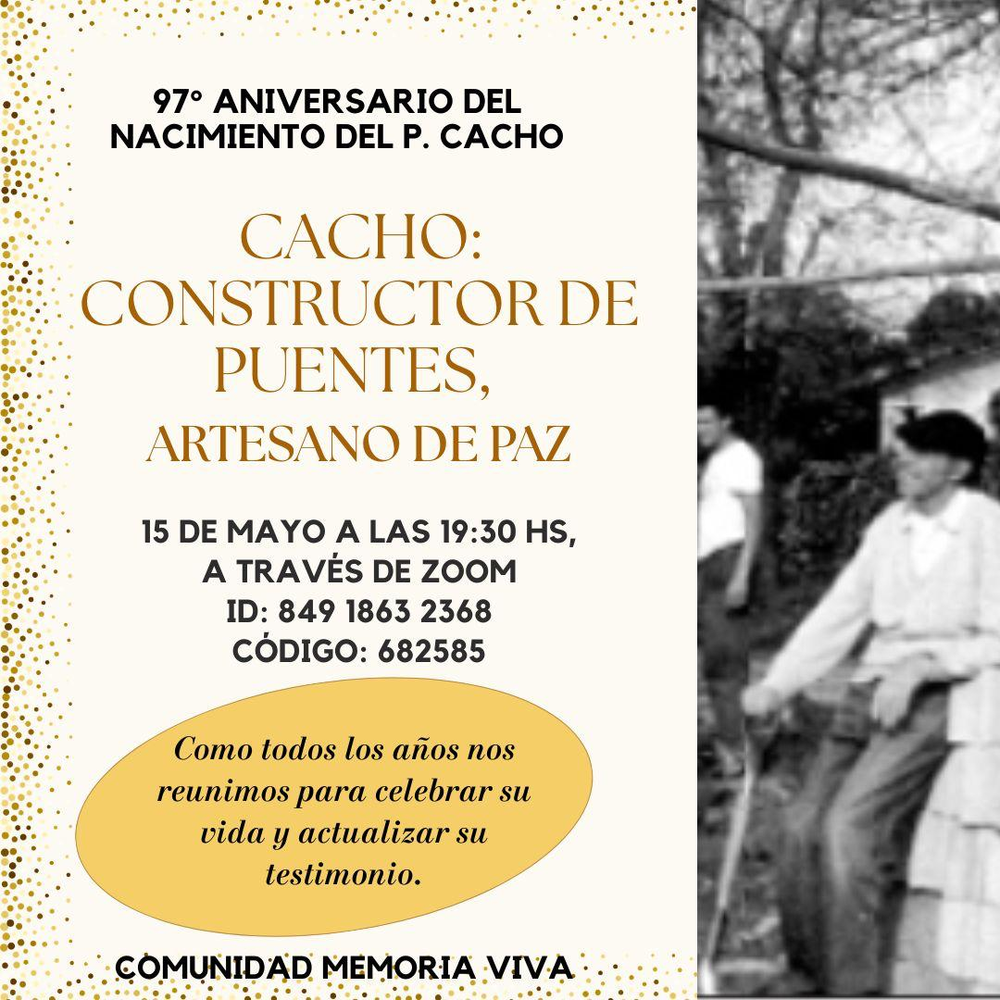 97° ANIVERSARIO DEL
NACIMIENTO DEL P. CACHO
CACHO:
CONSTRUCTOR DE
PUENTES,
ARTESANO DE PAZ
15 DE MAYO A LAS 19:30 HS,
A TRAVÉS DE ZOOM
ID: 849 1863 2368
CÓDIGO: 682585
Como todos los años nos
reunimos para celebrar su
vida y actualizar su
testimonio.
COMUNIDAD MEMORIA VIVA